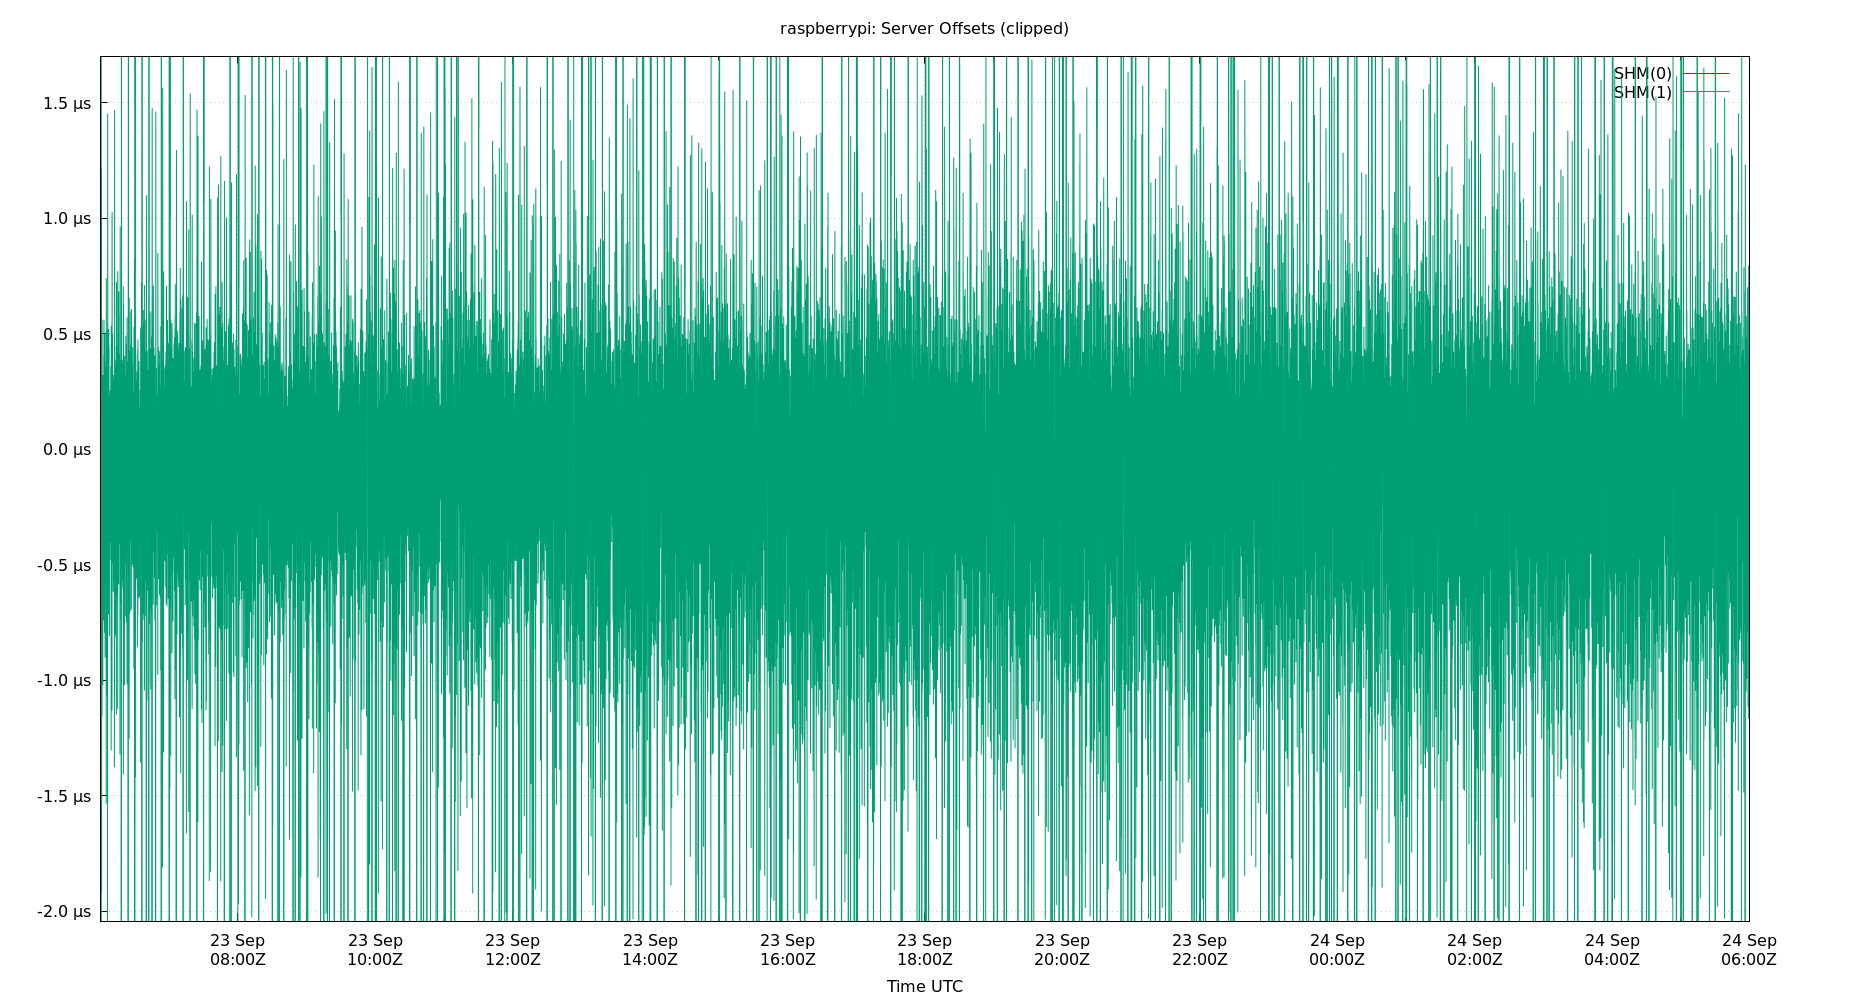 raspberrypi: Server Offsets (clipped)
SHM(0)
SHM(1)
1.5 µs
1.0 µs
0.5 µs
0.0 µs
-0.5 µs
-1.0 µs
-1.5 µs
-2.0 µs
23 Sep 23 Sep 23 Sep 23 Sep 23 Sep 23 Sep 23 Sep 23 Sep 24 Sep 24 Sep 24 Sep 24 Sep
08:00Z 10:00Z 12:00Z 14:00Z 16:00Z 18:00Z 20:00Z 22:00Z 00:00Z 02:00Z 04:00Z 06:00Z
Time UTC